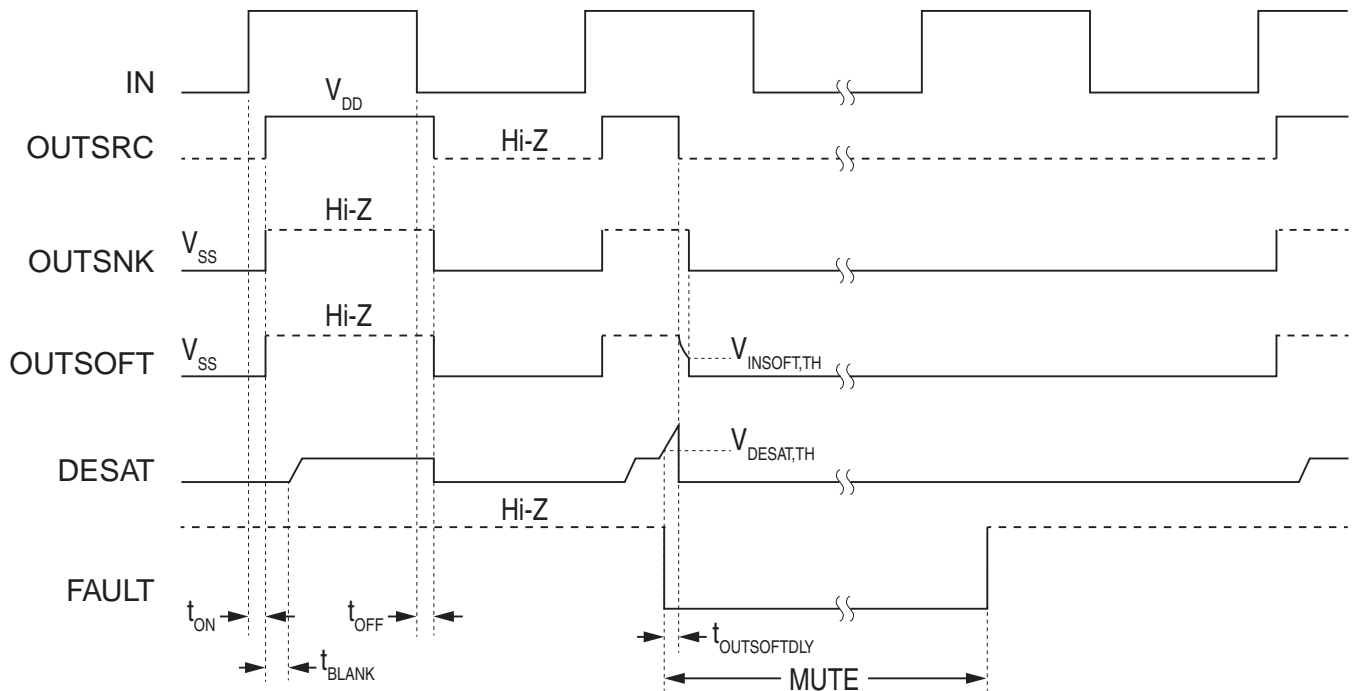 IN
V_DD
OUTSRC
Hi-Z
Hi-Z
OUTSNK
V_SS
Hi-Z
OUTSOFT
V_SS
V_INSOFT,TH
DESAT
V_DESAT,TH
Hi-Z
FAULT
t_ON
t_OFF
t_OUTSOFTDLY
t_BLANK
MUTE